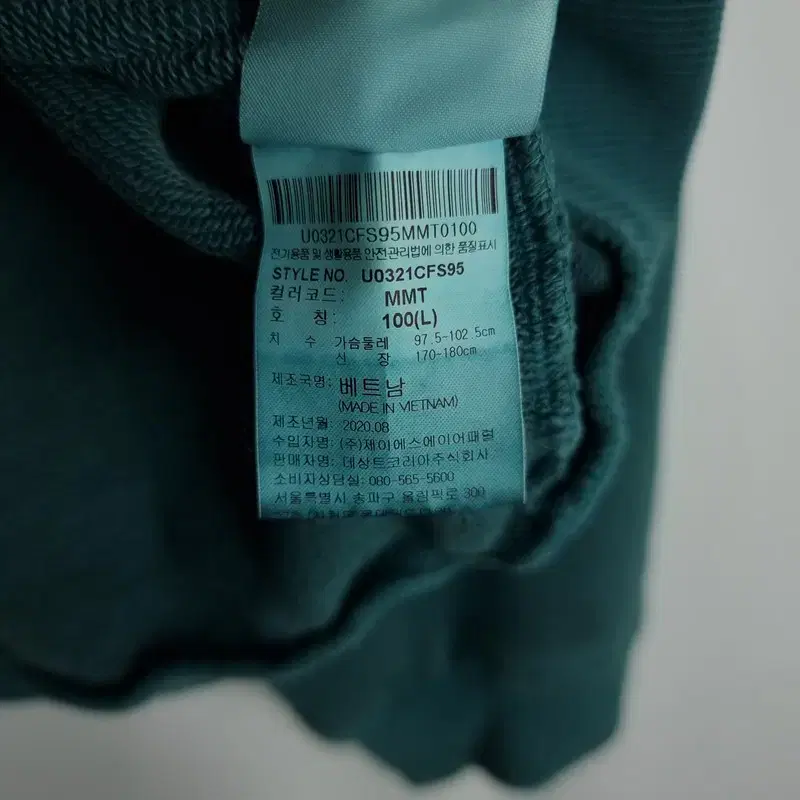 U0321CFS95MMT0100
전기용품 및 생활용품 안전관리법에 의한 품질표시
STYLE NO. U0321CFS95
컬러코드: MMT
호 칭: 100(L)
치 수 가슴둘레 97.5-102.5cm
신 장 170-180cm
제조국명: 베트남
(MADE IN VIETNAM)
제조년월: 2020.08
수입자명: (주)제이에스에이어패럴
판매자명: 데상트코리아주식회사
소비자상담실: 080-565-5600
서울특별시 송파구 올림픽로 300